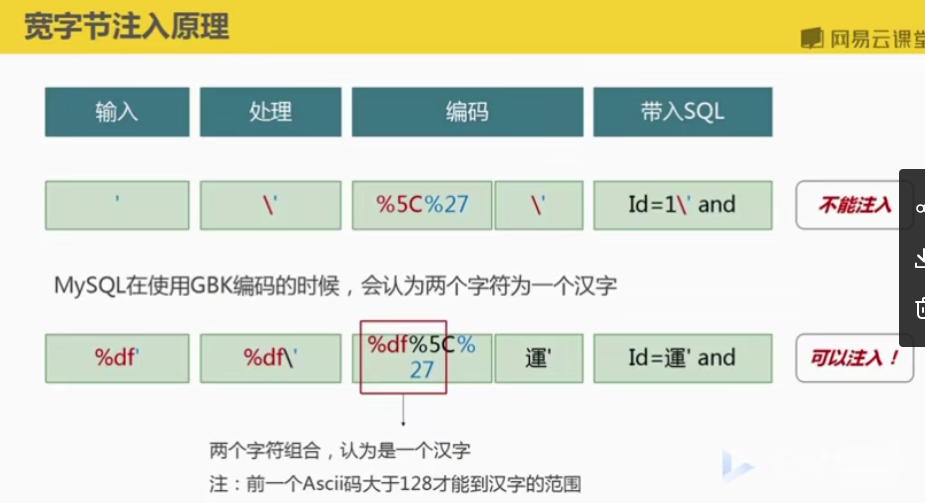 宽字节注入原理
网易云课堂
输入 处理 编码 带入SQL
' \' %5C%27 \' Id=1\' and 不能注入
MySQL在使用GBK编码的时候，会认为两个字符为一个汉字
%df' %df\' %df%5C%27 運' Id=運' and 可以注入！
两个字符组合，认为是一个汉字
注：前一个Ascii码大于128才能到汉字的范围